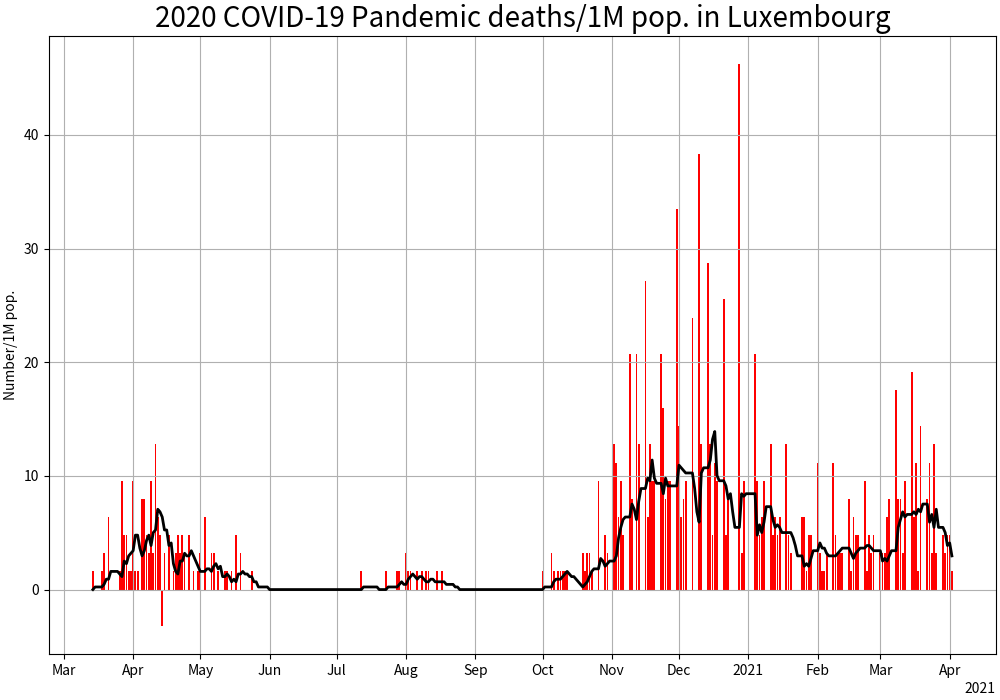 2020 COVID-19 Pandemic deaths/1M pop. in Luxembourg
Number/1M pop.
40
30
20
10
0
Mar Apr May Jun Jul Aug Sep Oct Nov Dec 2021 Feb Mar Apr
2021